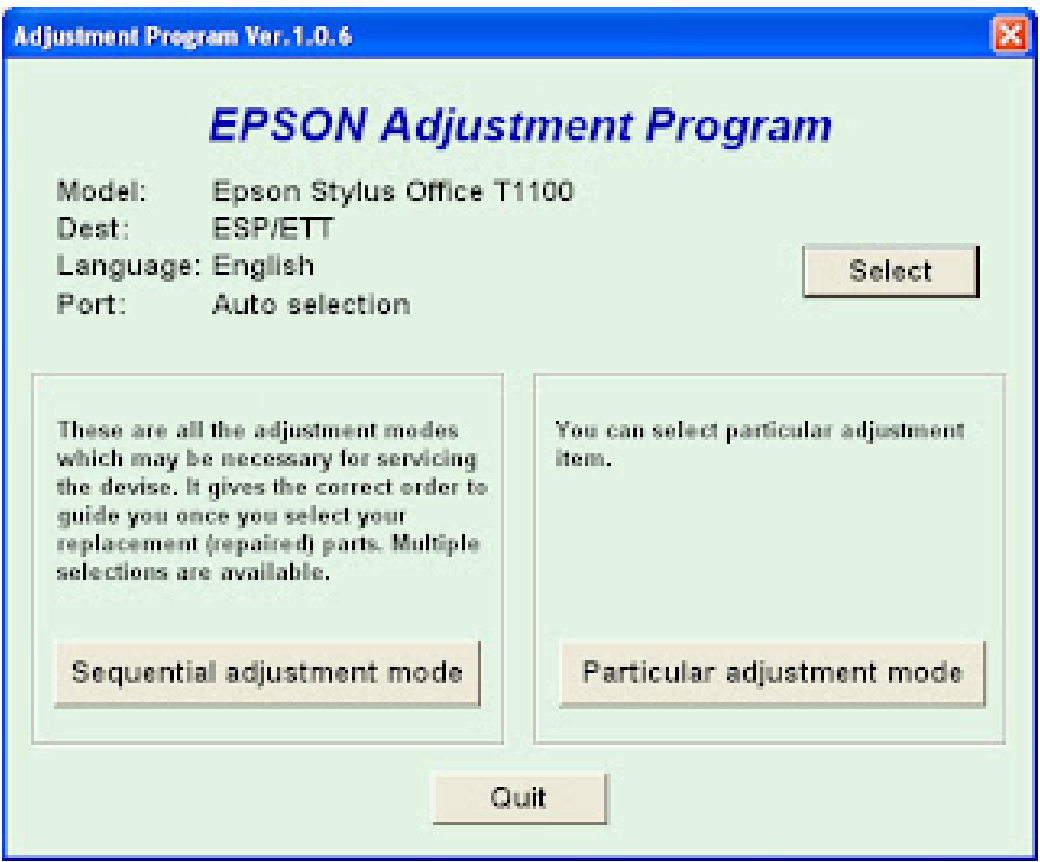 Adjustment Program Ver.1.0.6
EPSON Adjustment Program
Model: Epson Stylus Office T1100
Dest: ESP/ETT
Language: English
Port: Auto selection
Select
These are all the adjustment modes
which may be necessary for servicing
the devise. It gives the correct order to
guide you once you select your
replacement (repaired) parts. Multiple
selections are available.
Sequential adjustment mode
You can select particular adjustment
item.
Particular adjustment mode
Quit